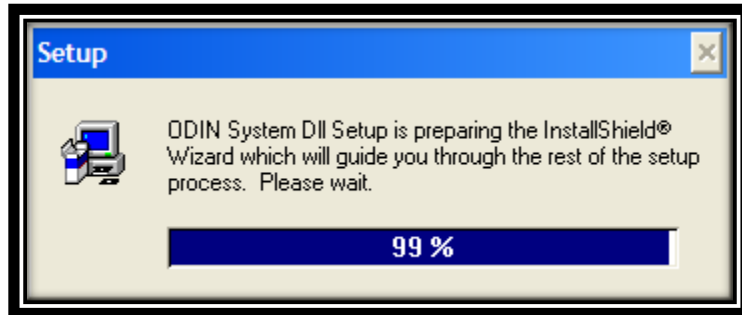 Setup
ODIN System Dll Setup is preparing the InstallShield®
Wizard which will guide you through the rest of the setup
process. Please wait.
99 %